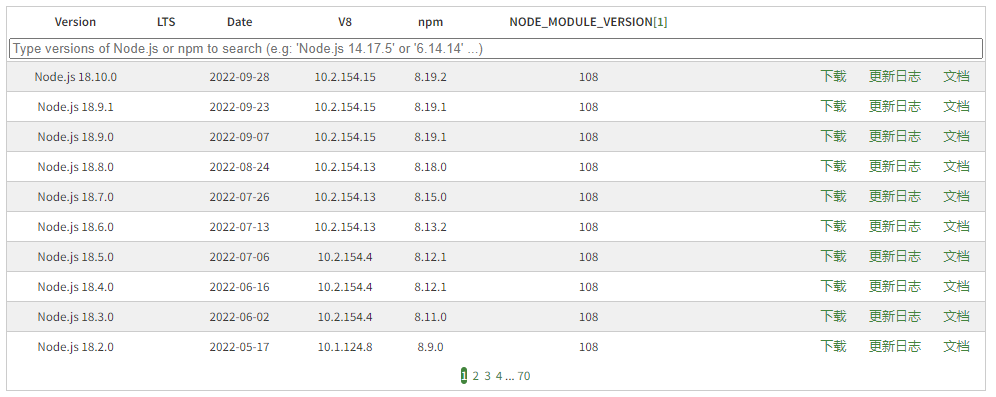 Version LTS Date V8 npm NODE_MODULE_VERSION[1]
Type versions of Node.js or npm to search (e.g: 'Node.js 14.17.5' or '6.14.14' ...)
Node.js 18.10.0 2022-09-28 10.2.154.15 8.19.2 108 下载 更新日志 文档
Node.js 18.9.1 2022-09-23 10.2.154.15 8.19.1 108 下载 更新日志 文档
Node.js 18.9.0 2022-09-07 10.2.154.15 8.19.1 108 下载 更新日志 文档
Node.js 18.8.0 2022-08-24 10.2.154.13 8.18.0 108 下载 更新日志 文档
Node.js 18.7.0 2022-07-26 10.2.154.13 8.15.0 108 下载 更新日志 文档
Node.js 18.6.0 2022-07-13 10.2.154.13 8.13.2 108 下载 更新日志 文档
Node.js 18.5.0 2022-07-06 10.2.154.4 8.12.1 108 下载 更新日志 文档
Node.js 18.4.0 2022-06-16 10.2.154.4 8.12.1 108 下载 更新日志 文档
Node.js 18.3.0 2022-06-02 10.2.154.4 8.11.0 108 下载 更新日志 文档
Node.js 18.2.0 2022-05-17 10.1.124.8 8.9.0 108 下载 更新日志 文档
1 2 3 4 ... 70